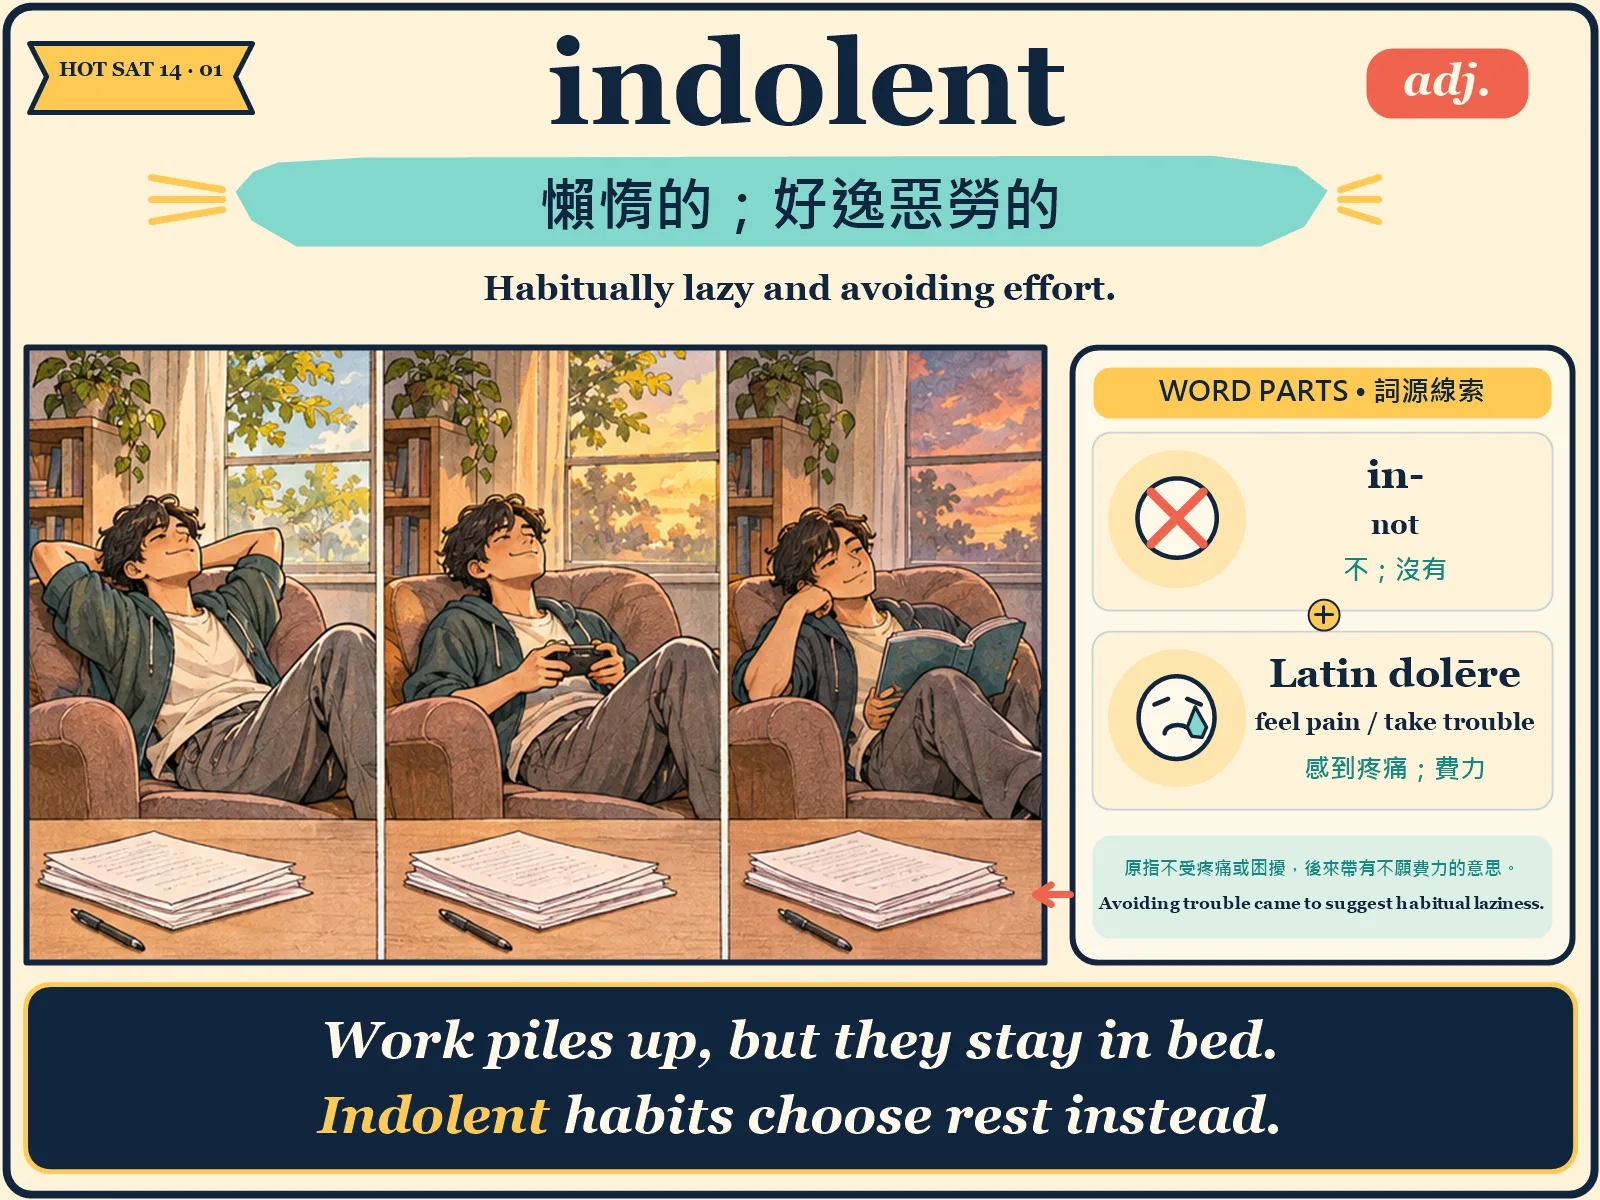 HOT SAT 14 · 01
indolent
adj.
懶惰的；好逸惡勞的
Habitually lazy and avoiding effort.
WORD PARTS • 詞源線索
in-
not
不；沒有
Latin dolēre
feel pain / take trouble
感到疼痛；費力
原指不受疼痛或困擾，後來帶有不願費力的意思。
Avoiding trouble came to suggest habitual laziness.
Work piles up, but they stay in bed.
Indolent habits choose rest instead.